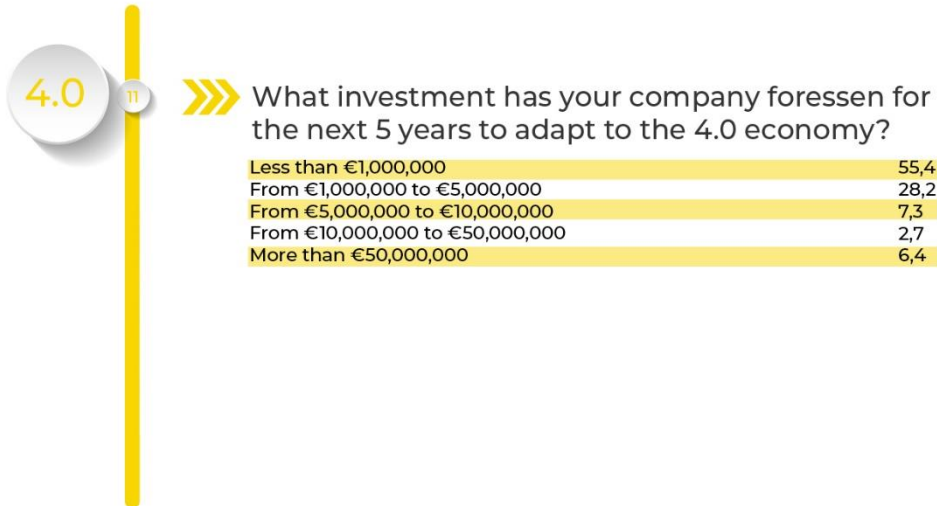 4.0
11
What investment has your company foressen for
the next 5 years to adapt to the 4.0 economy?
Less than €1,000,000 55,4
From €1,000,000 to €5,000,000 28,2
From €5,000,000 to €10,000,000 7,3
From €10,000,000 to €50,000,000 2,7
More than €50,000,000 6,4